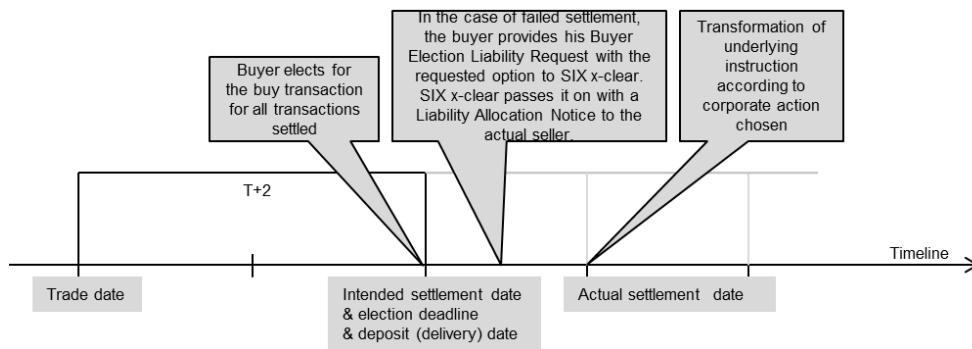 In the case of failed settlement,
the buyer provides his Buyer
Election Liability Request with the
requested option to SIX x-clear.
SIX x-clear passes it on with a
Liability Allocation Notice to the
actual seller.
Transformation of
underlying
instruction
according to
corporate action
chosen
Buyer elects for
the buy transaction
for all transactions
settled
T+2
Timeline
Trade date
Intended settlement date
& election deadline
& deposit (delivery) date
Actual settlement date